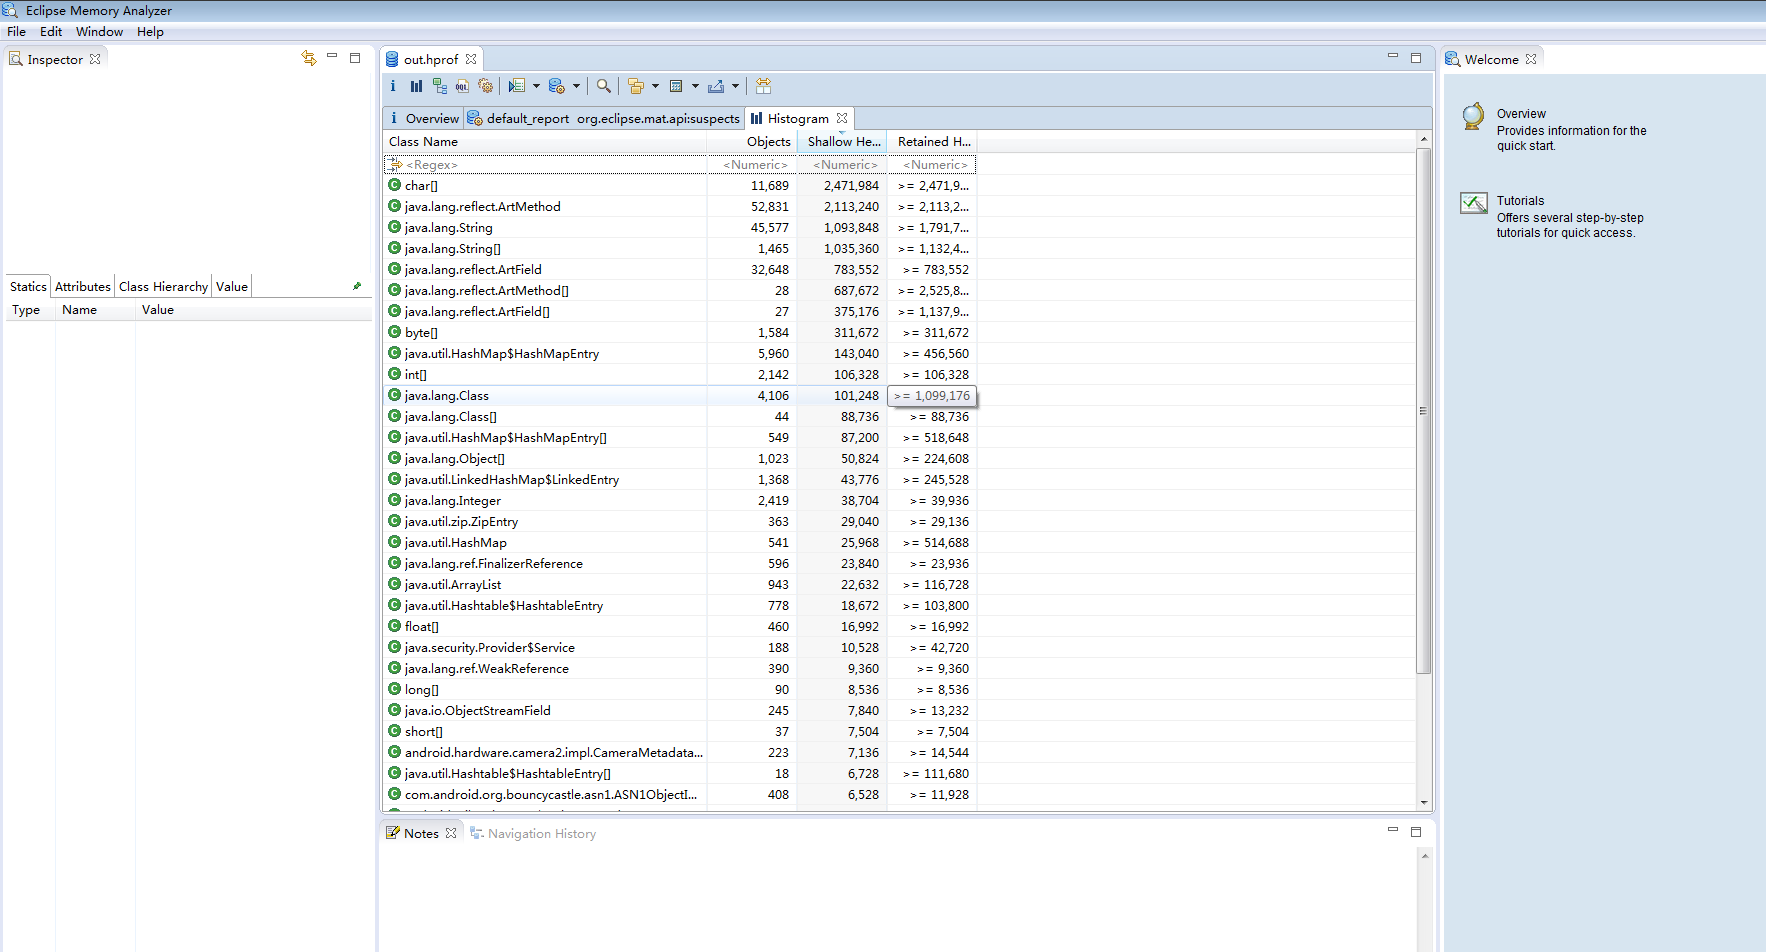 Eclipse Memory Analyzer
File Edit Window Help
Inspector
out.hprof
Welcome
i Overview default_report org.eclipse.mat.api:suspects Histogram
Class Name Objects Shallow He... Retained H...
<Regex> <Numeric> <Numeric> <Numeric>
char[] 11,689 2,471,984 >= 2,471,9...
java.lang.reflect.ArtMethod 52,831 2,113,240 >= 2,113,2...
java.lang.String 45,577 1,093,848 >= 1,791,7...
java.lang.String[] 1,465 1,035,360 >= 1,132,4...
java.lang.reflect.ArtField 32,648 783,552 >= 783,552
java.lang.reflect.ArtMethod[] 28 687,672 >= 2,525,8...
java.lang.reflect.ArtField[] 27 375,176 >= 1,137,9...
byte[] 1,584 311,672 >= 311,672
java.util.HashMap$HashMapEntry 5,960 143,040 >= 456,560
int[] 2,142 106,328 >= 106,328
java.lang.Class 4,106 101,248 >= 1,099,176
java.lang.Class[] 44 88,736 >= 88,736
java.util.HashMap$HashMapEntry[] 549 87,200 >= 518,648
java.lang.Object[] 1,023 50,824 >= 224,608
java.util.LinkedHashMap$LinkedEntry 1,368 43,776 >= 245,528
java.lang.Integer 2,419 38,704 >= 39,936
java.util.zip.ZipEntry 363 29,040 >= 29,136
java.util.HashMap 541 25,968 >= 514,688
java.lang.ref.FinalizerReference 596 23,840 >= 23,936
java.util.ArrayList 943 22,632 >= 116,728
java.util.Hashtable$HashtableEntry 778 18,672 >= 103,800
float[] 460 16,992 >= 16,992
java.security.Provider$Service 188 10,528 >= 42,720
java.lang.ref.WeakReference 390 9,360 >= 9,360
long[] 90 8,536 >= 8,536
java.io.ObjectStreamField 245 7,840 >= 13,232
short[] 37 7,504 >= 7,504
android.hardware.camera2.impl.CameraMetadata... 223 7,136 >= 14,544
java.util.Hashtable$HashtableEntry[] 18 6,728 >= 111,680
com.android.org.bouncycastle.asn1.ASN1ObjectI... 408 6,528 >= 11,928
Statics Attributes Class Hierarchy Value
Type Name Value
Overview
Provides information for the
quick start.
Tutorials
Offers several step-by-step
tutorials for quick access.
Notes Navigation History